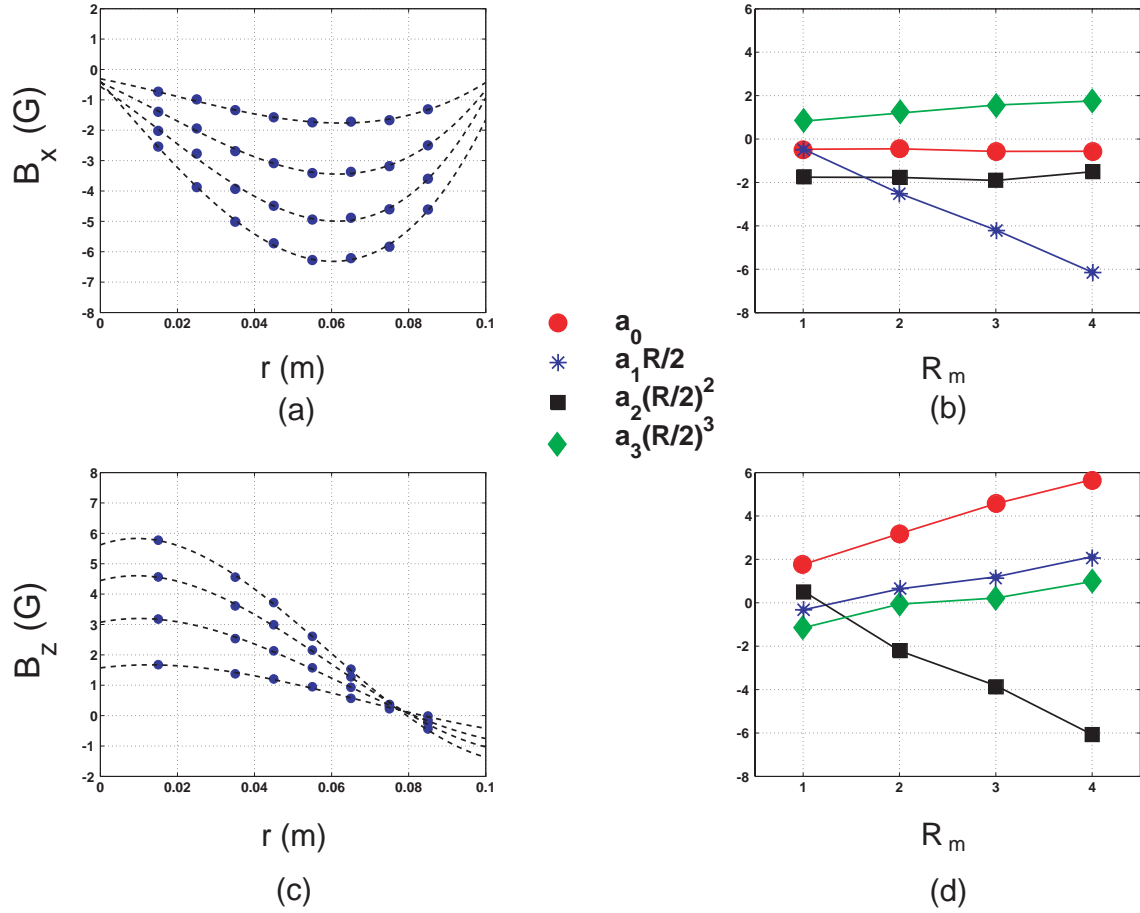 2
1
0
-1
-2
-3
-4
-5
-6
-7
-8
0 0.02 0.04 0.06 0.08 0.1
B_x (G)
r (m)
(a)
6
4
2
0
-2
-4
-6
-8
1 2 3 4
R_m
(b)
a_0
a_1R/2
a_2(R/2)^2
a_3(R/2)^3
8
7
6
5
4
3
2
1
0
-1
-2
0 0.02 0.04 0.06 0.08 0.1
B_z (G)
r (m)
(c)
6
4
2
0
-2
-4
-6
-8
1 2 3 4
R_m
(d)